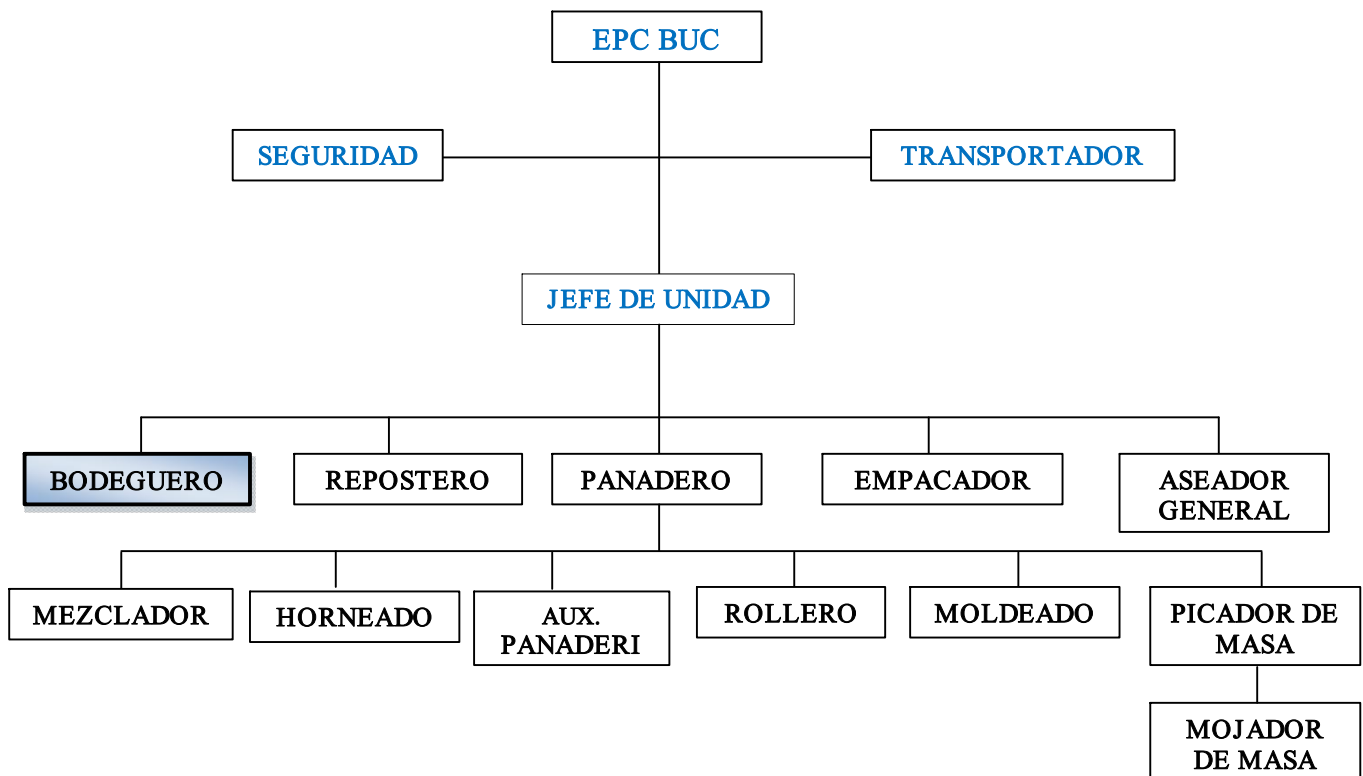 EPC BUC
SEGURIDAD
TRANSPORTADOR
JEFE DE UNIDAD
BODEGUERO
REPOSTERO
PANADERO
EMPACADOR
ASEADOR
GENERAL
MEZCLADOR
HORNEADO
AUX.
PANADERI
ROLLERO
MOLDEADO
PICADOR DE
MASA
MOJADOR
DE MASA